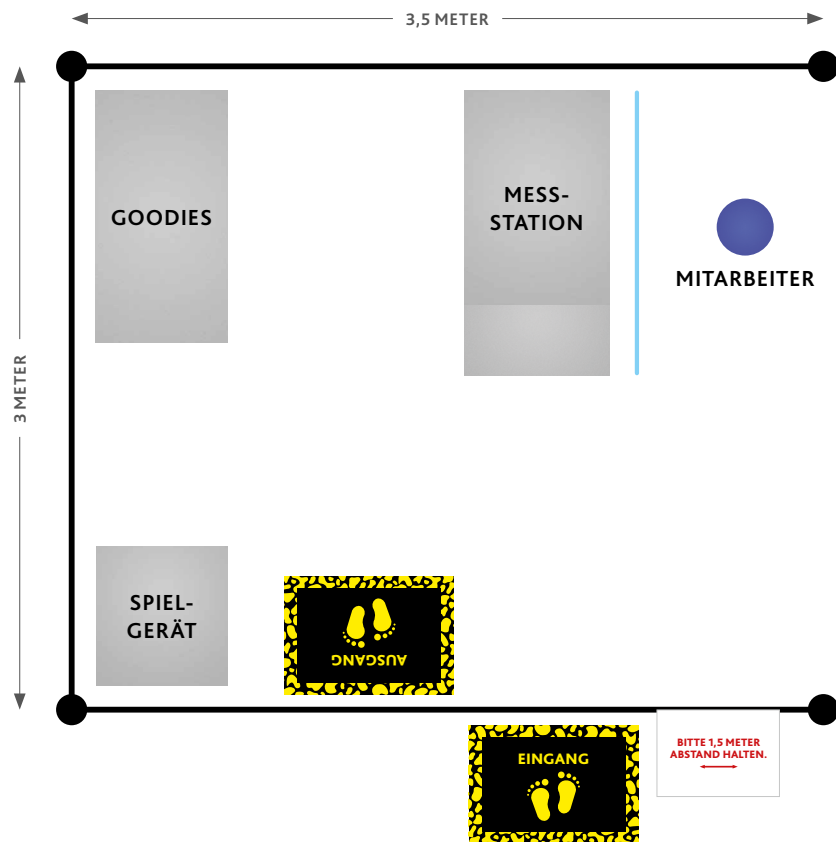 3,5 METER
3 METER
GOODIES
MESS-
STATION
MITARBEITER
SPIEL-
GERÄT
AUSGANG
EINGANG
BITTE 1,5 METER
ABSTAND HALTEN.